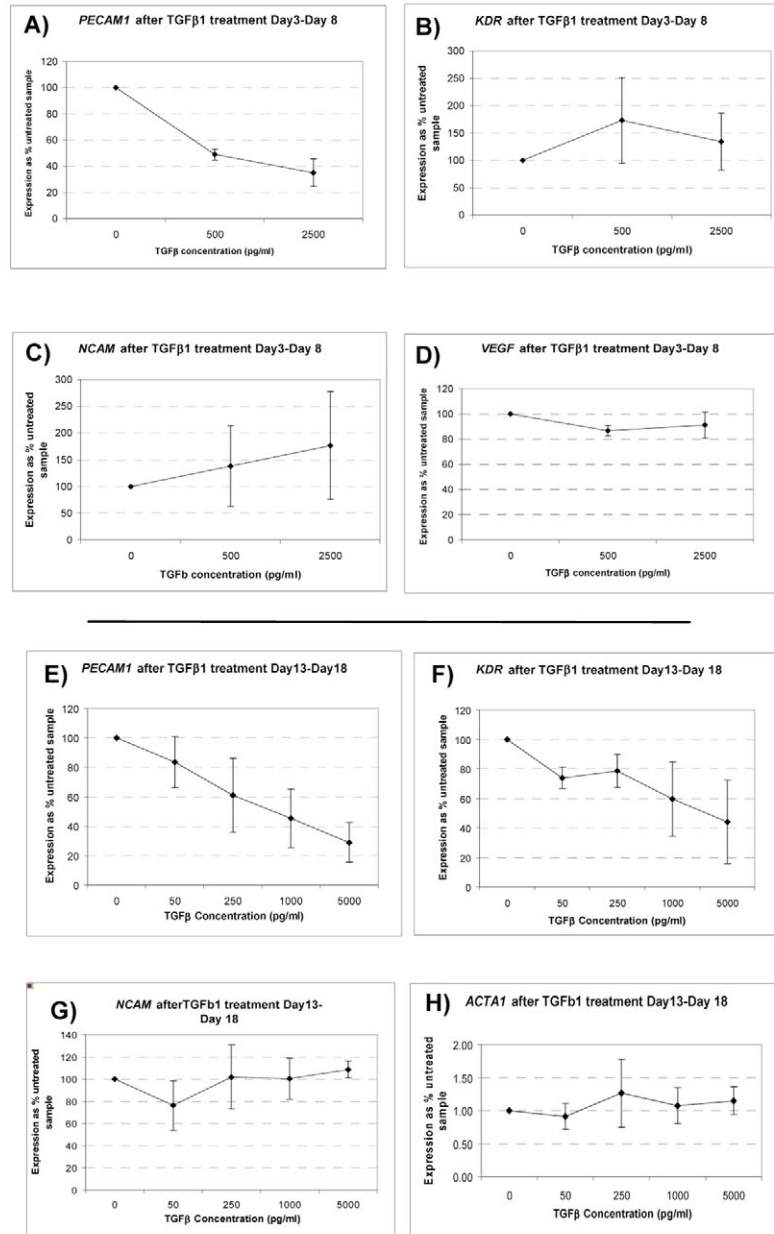 A)
PECAM1 after TGFβ1 treatment Day3-Day 8
Expression as % untreated sample
120
100
80
60
40
20
0
0 500 2500
TGFβ concentration (pg/ml)
B)
KDR after TGFβ1 treatment Day3-Day 8
Expression as % untreated
sample
300
250
200
150
100
50
0
0 500 2500
TGFβ concentration (pg/ml)
C)
NCAM after TGFβ1 treatment Day3-Day 8
Expression as % untreated
sample
300
250
200
150
100
50
0
0 500 2500
TGFb concentration (pg/ml)
D)
VEGF after TGFβ1 treatment Day3-Day 8
Expression as % untreated sample
120
100
80
60
40
20
0
0 500 2500
TGFβ concentration (pg/ml)
E)
PECAM1 after TGFβ1 treatment Day13-Day18
Expression as % untreated sample
120
100
80
60
40
20
0
0 50 250 1000 5000
TGFβ Concentration (pg/ml)
F)
KDR after TGFβ1 treatment Day13-Day 18
Expression as % untreated sample
120
100
80
60
40
20
0
0 50 250 1000 5000
TGFβ Concentration (pg/ml)
G)
NCAM afterTGFb1 treatment Day13-
Day 18
Expression as % untreated
sample
140
120
100
80
60
40
20
0
0 50 250 1000 5000
TGFβ Concentration (pg/ml)
H)
ACTA1 after TGFb1 treatment Day13-Day 18
Expression as % untreated
sample
2.00
1.50
1.00
0.50
0.00
0 50 250 1000 5000
TGFβ Concentration (pg/ml)